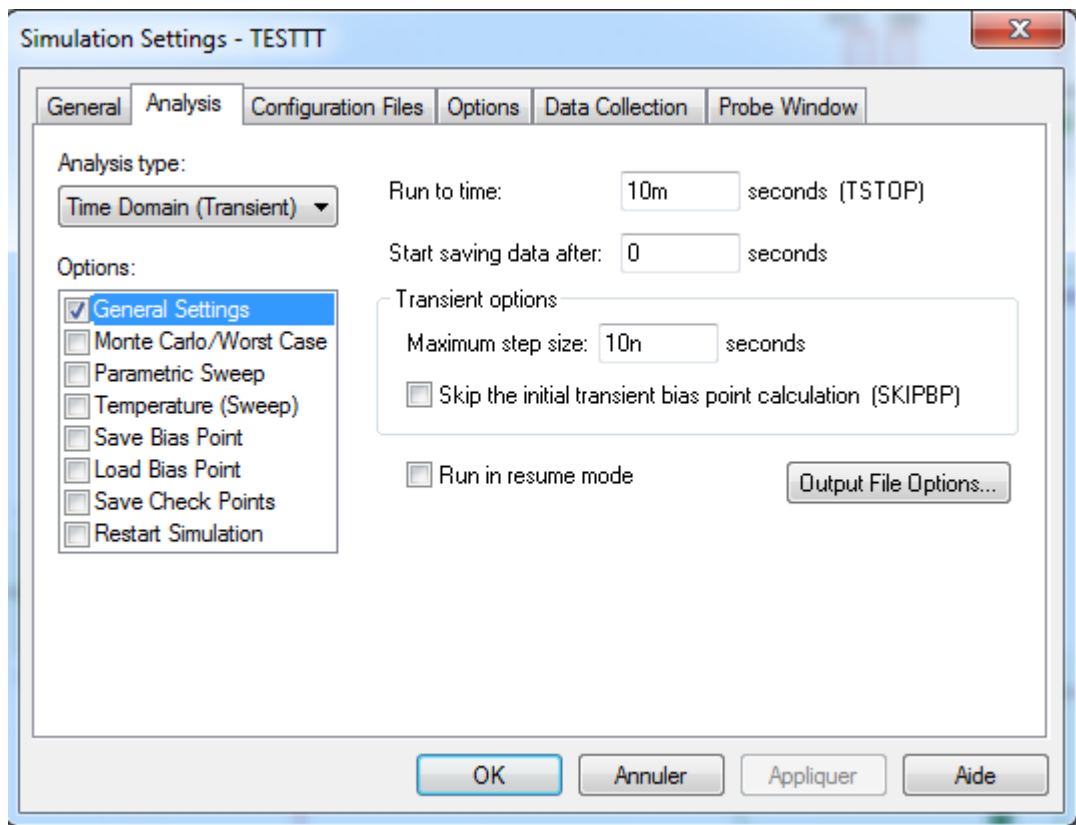 Simulation Settings - TESTTT
General Analysis Configuration Files Options Data Collection Probe Window
Analysis type:
Time Domain (Transient)
Options:
General Settings
Monte Carlo/Worst Case
Parametric Sweep
Temperature (Sweep)
Save Bias Point
Load Bias Point
Save Check Points
Restart Simulation
Run to time: 10m seconds (TSTOP)
Start saving data after: 0 seconds
Transient options
Maximum step size: 10n seconds
Skip the initial transient bias point calculation (SKIPBP)
Run in resume mode
Output File Options...
OK Annuler Appliquer Aide